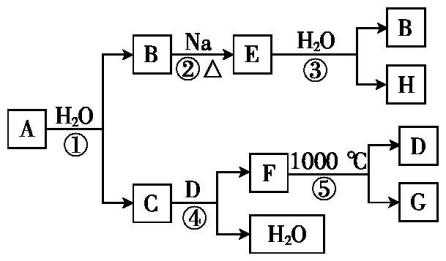 B Na E H₂O B
② △ ③ H
A H₂O
①
C D F 1000 ℃ D
④ ⑤ G
H₂O